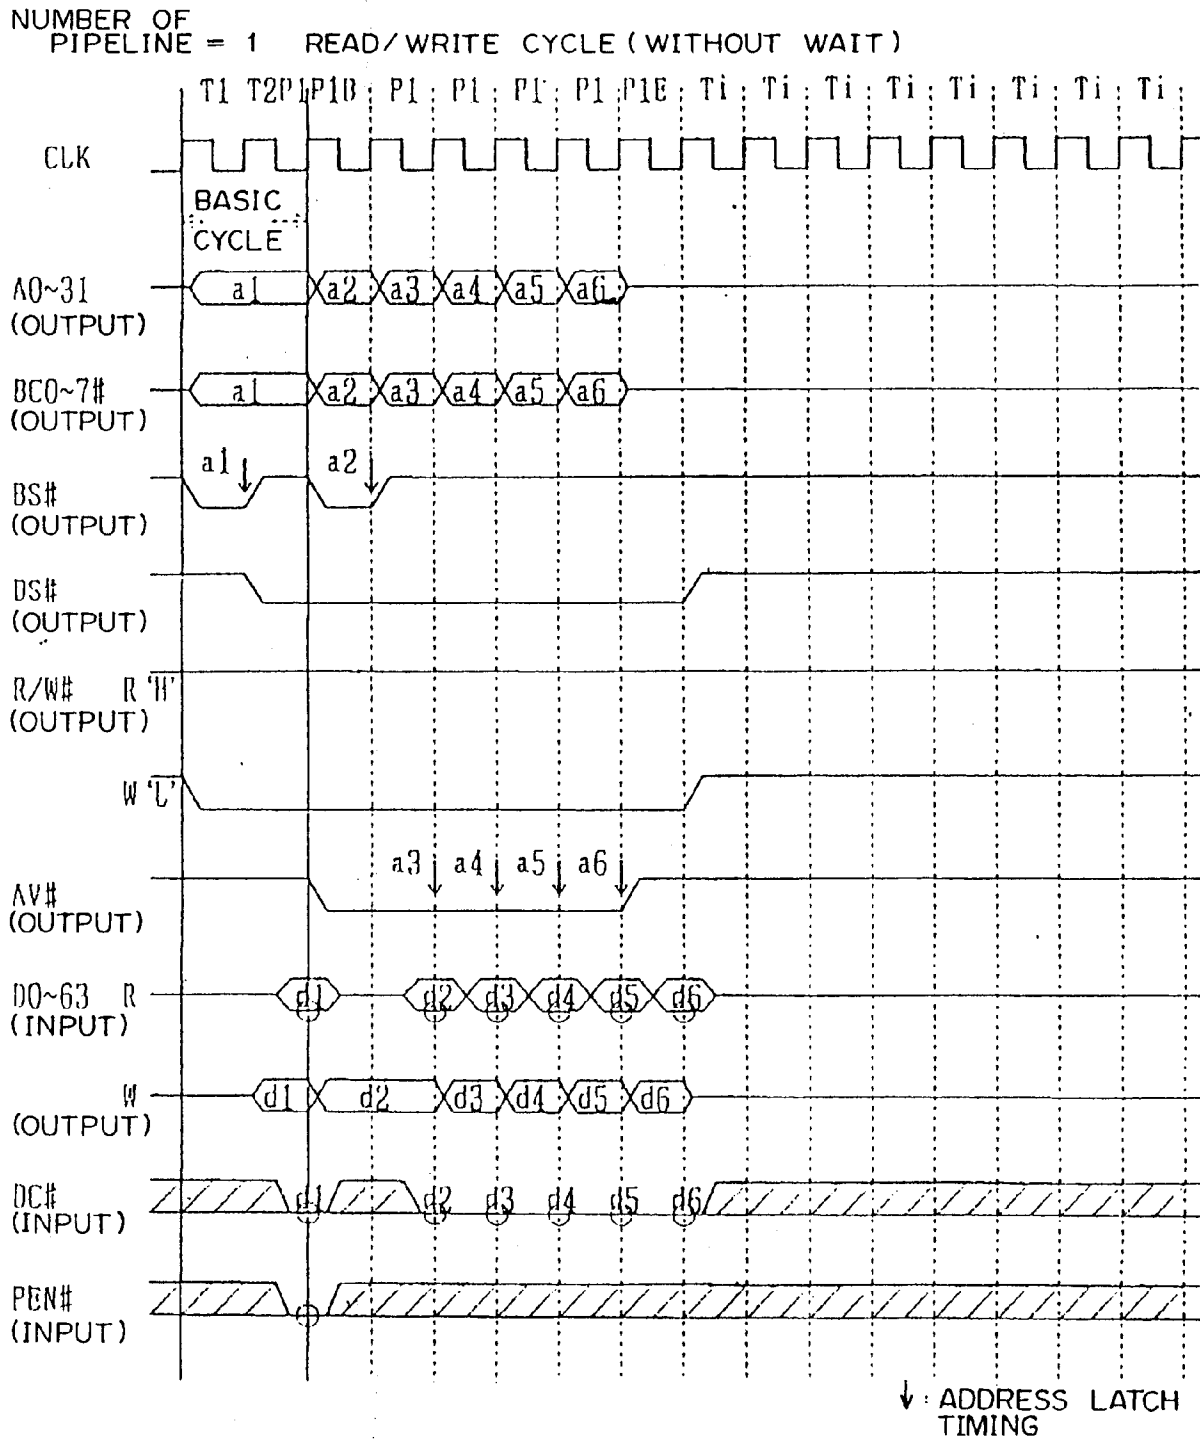 NUMBER OF
PIPELINE = 1 READ/WRITE CYCLE (WITHOUT WAIT)
T1 T2P1 P1B P1 P1 P1 P1 P1E Ti Ti Ti Ti Ti Ti Ti Ti
CLK
BASIC
CYCLE
A0~31 a1 a2 a3 a4 a5 a6
(OUTPUT)
BC0~7# a1 a2 a3 a4 a5 a6
(OUTPUT)
a1 a2
BS#
(OUTPUT)
DS#
(OUTPUT)
R/W# R 'H'
(OUTPUT)
W 'L'
a3 a4 a5 a6
AV#
(OUTPUT)
D0~63 R d1 d2 d3 d4 d5 d6
(INPUT)
W d1 d2 d3 d4 d5 d6
(OUTPUT)
DC# d1 d2 d3 d4 d5 d6
(INPUT)
PEN#
(INPUT)
↓: ADDRESS LATCH
TIMING